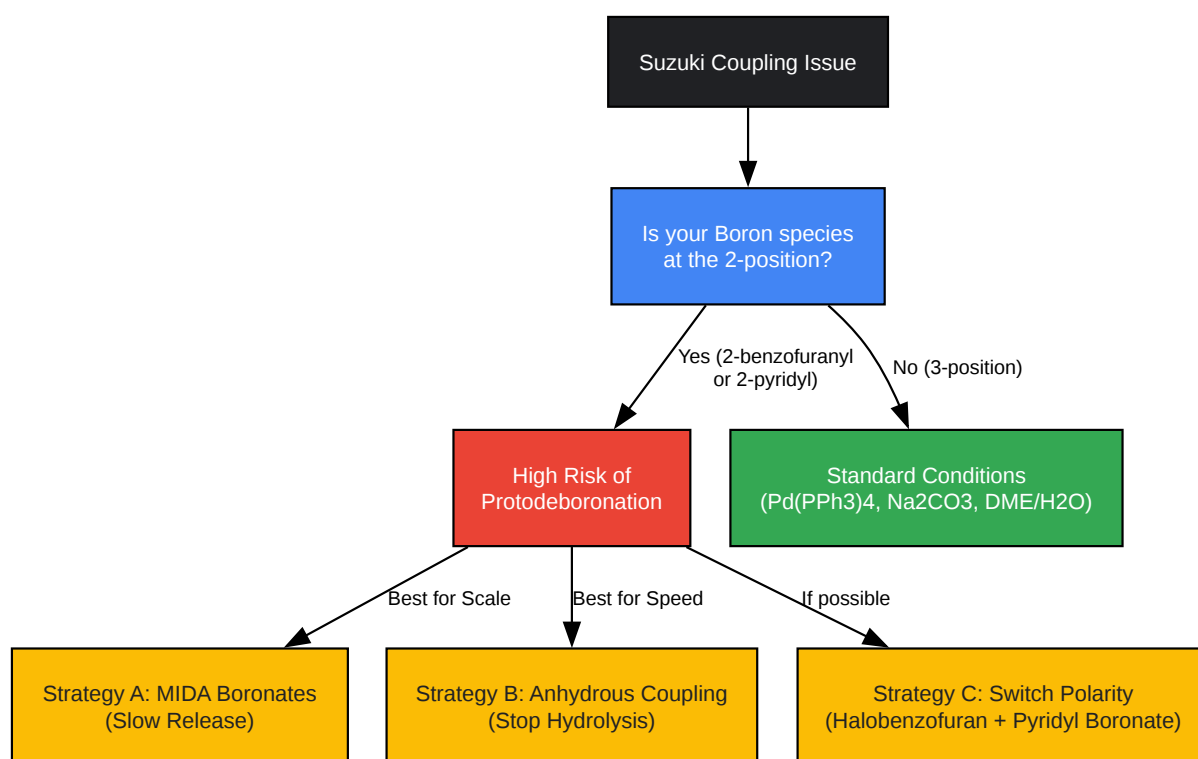 Suzuki Coupling Issue
Is your Boron species
at the 2-position?
Yes (2-benzofuranyl
or 2-pyridyl)
No (3-position)
High Risk of
Protodeboronation
Standard Conditions
(Pd(PPh3)4, Na2CO3, DME/H2O)
Best for Scale
Best for Speed
If possible
Strategy A: MIDA Boronates
(Slow Release)
Strategy B: Anhydrous Coupling
(Stop Hydrolysis)
Strategy C: Switch Polarity
(Halobenzofuran + Pyridyl Boronate)